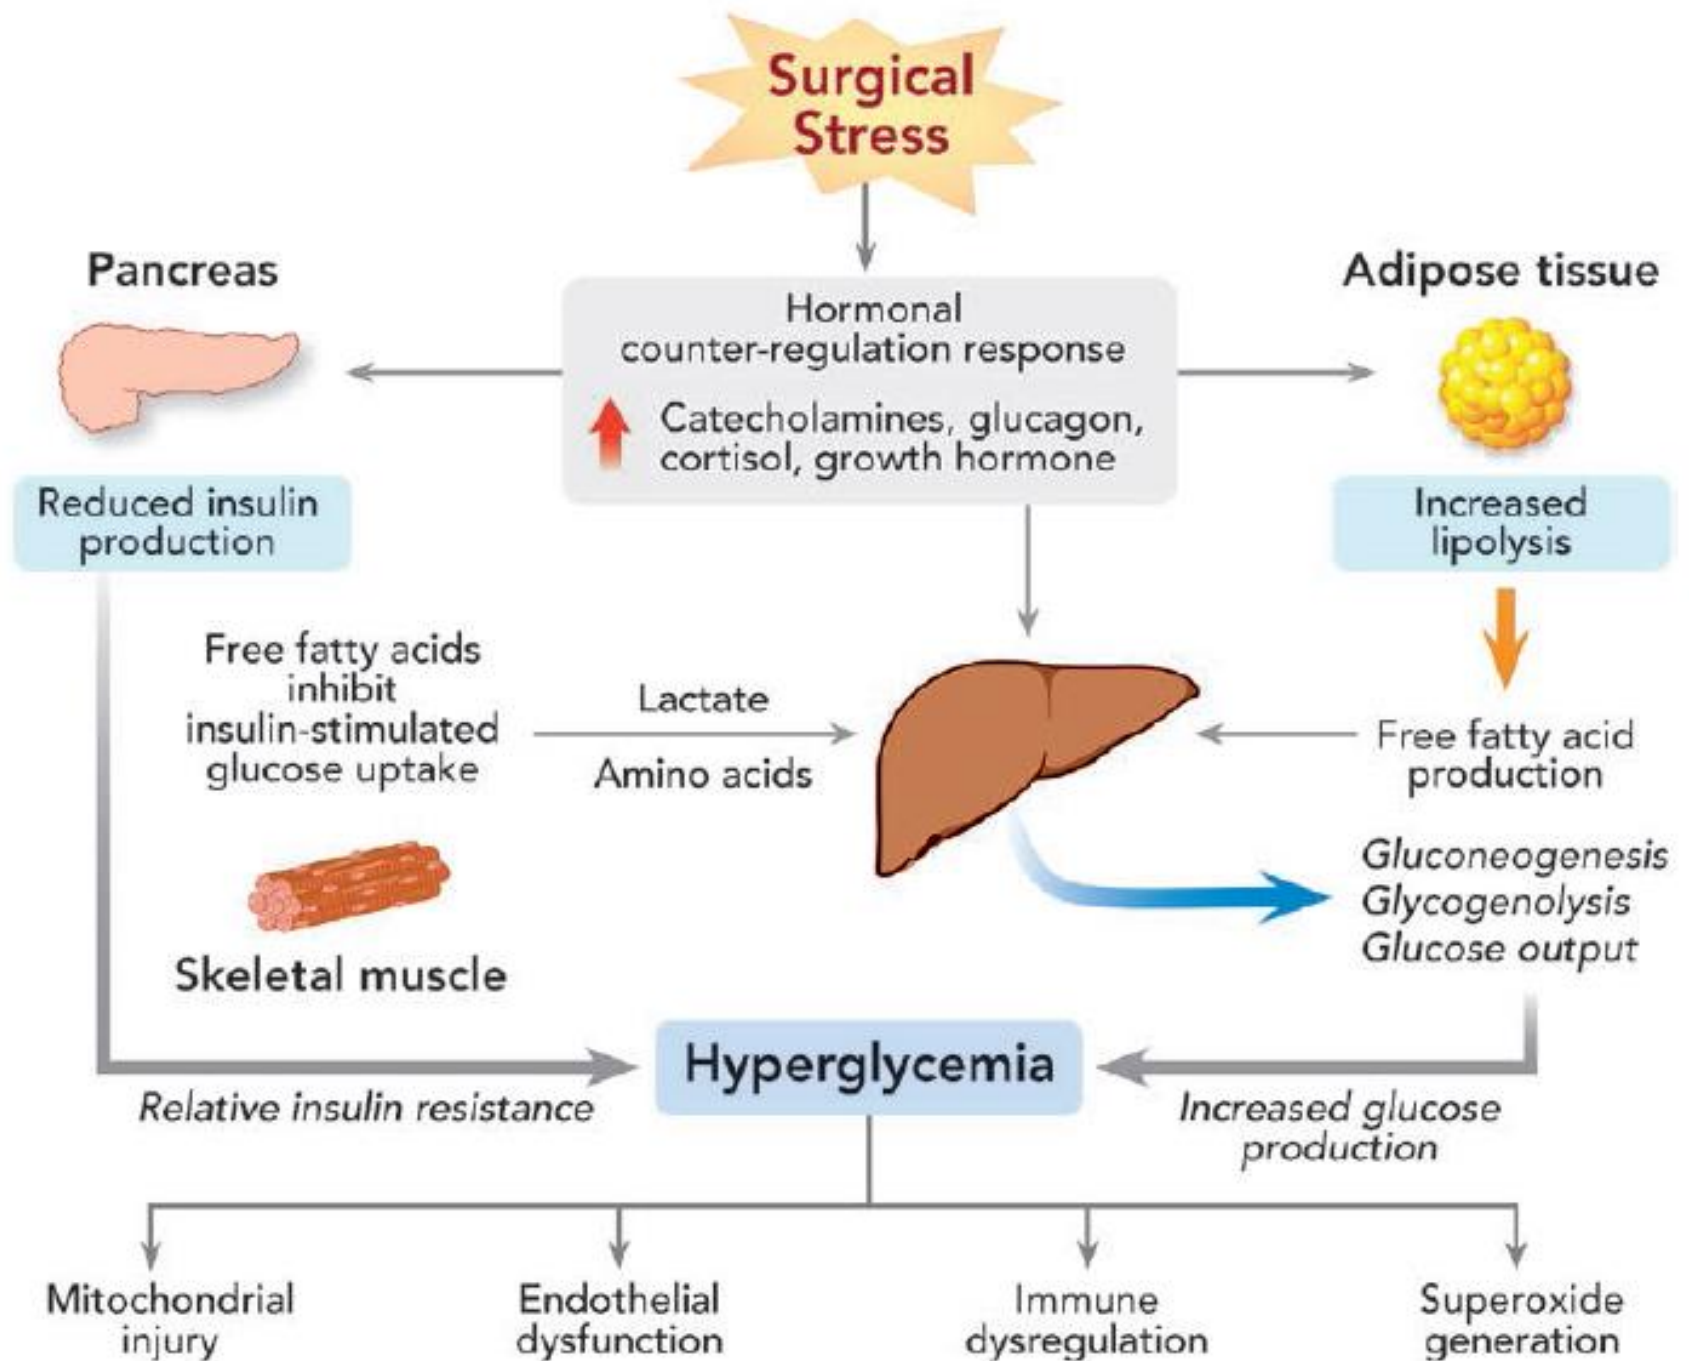 Surgical
Stress
Pancreas
Hormonal
counter-regulation response
Catecholamines, glucagon,
cortisol, growth hormone
Adipose tissue
Reduced insulin
production
Increased
lipolysis
Free fatty acids
inhibit
insulin-stimulated
glucose uptake
Lactate
Amino acids
Free fatty acid
production
Gluconeogenesis
Glycogenolysis
Glucose output
Skeletal muscle
Hyperglycemia
Relative insulin resistance
Increased glucose
production
Mitochondrial
injury
Endothelial
dysfunction
Immune
dysregulation
Superoxide
generation